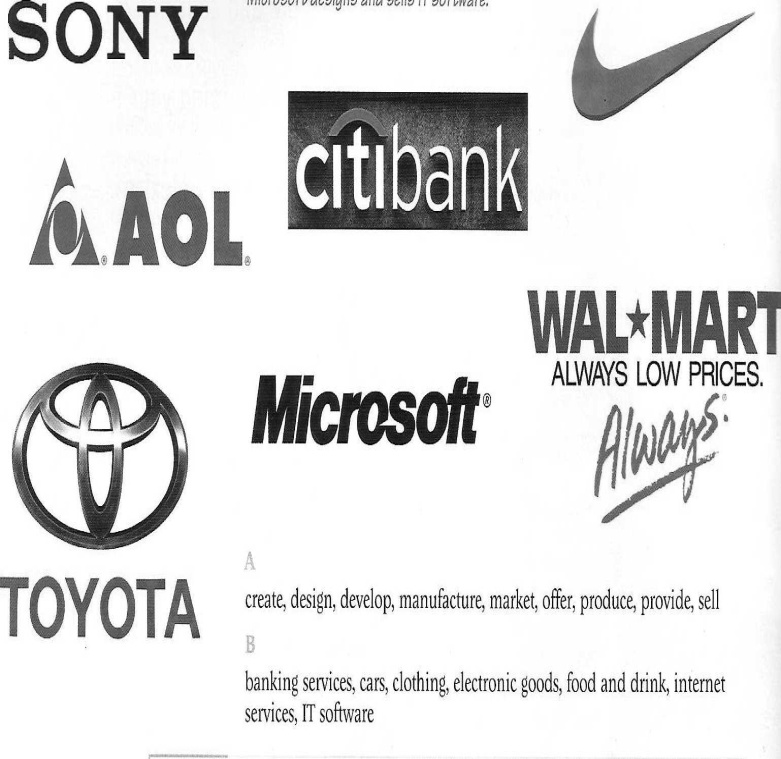 SONY
Microsoft designs and sells IT software.
citibank
AOL
WAL★MART
ALWAYS LOW PRICES.
Always.
Microsoft®
TOYOTA
A
create, design, develop, manufacture, market, offer, produce, provide, sell
B
banking services, cars, clothing, electronic goods, food and drink, internet
services, IT software